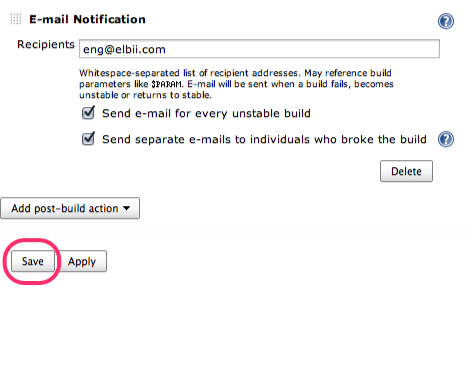 E-mail Notification
Recipients eng@elbii.com
Whitespace-separated list of recipient addresses. May reference build
parameters like $PARAM. E-mail will be sent when a build fails, becomes
unstable or returns to stable.
Send e-mail for every unstable build
Send separate e-mails to individuals who broke the build
Delete
Add post-build action
Save Apply